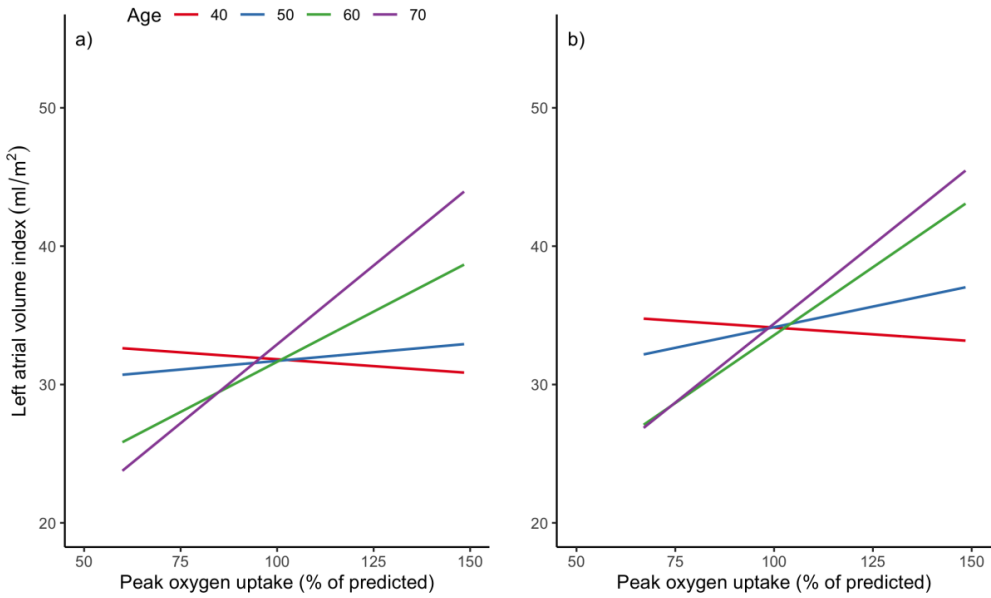 Age 40 50 60 70
a)
b)
Left atrial volume index (ml/m²)
50
40
30
20
50 75 100 125 150
Peak oxygen uptake (% of predicted)
50
40
30
20
50 75 100 125 150
Peak oxygen uptake (% of predicted)